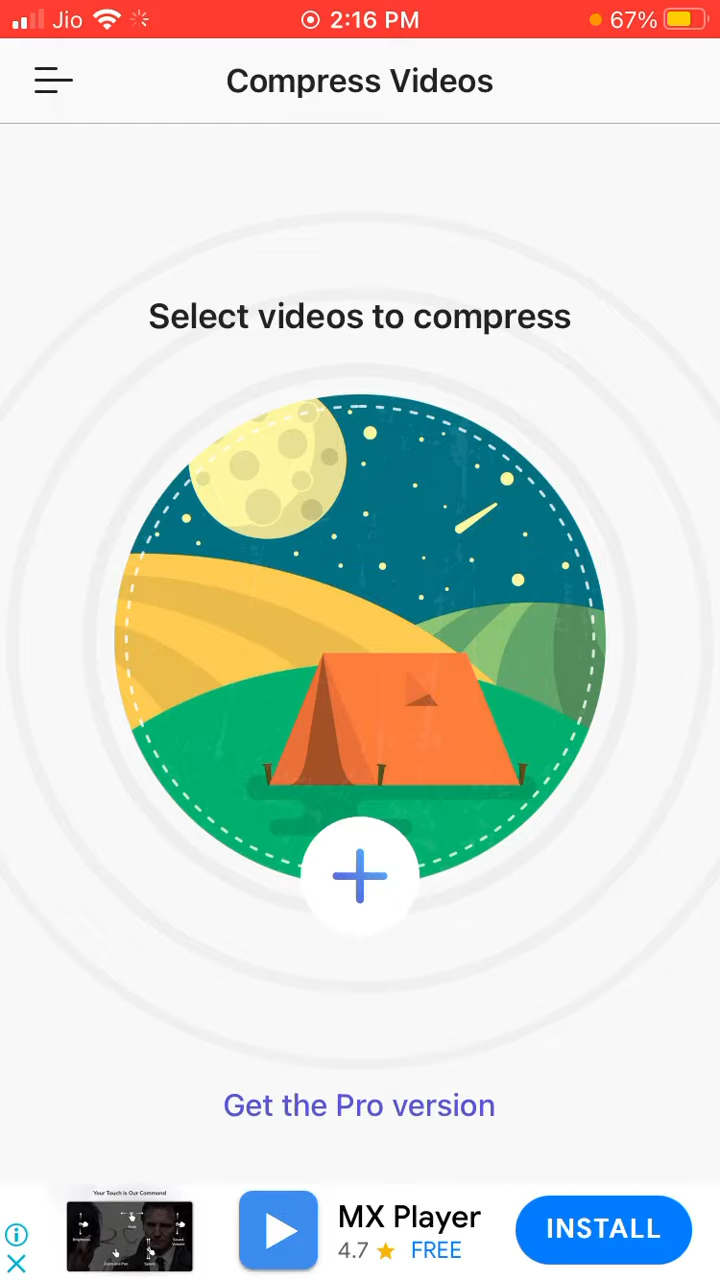 Jio 2:16 PM 67%
Compress Videos
Select videos to compress
Get the Pro version
Your Touch is Our Command
MX Player
4.7 FREE
INSTALL